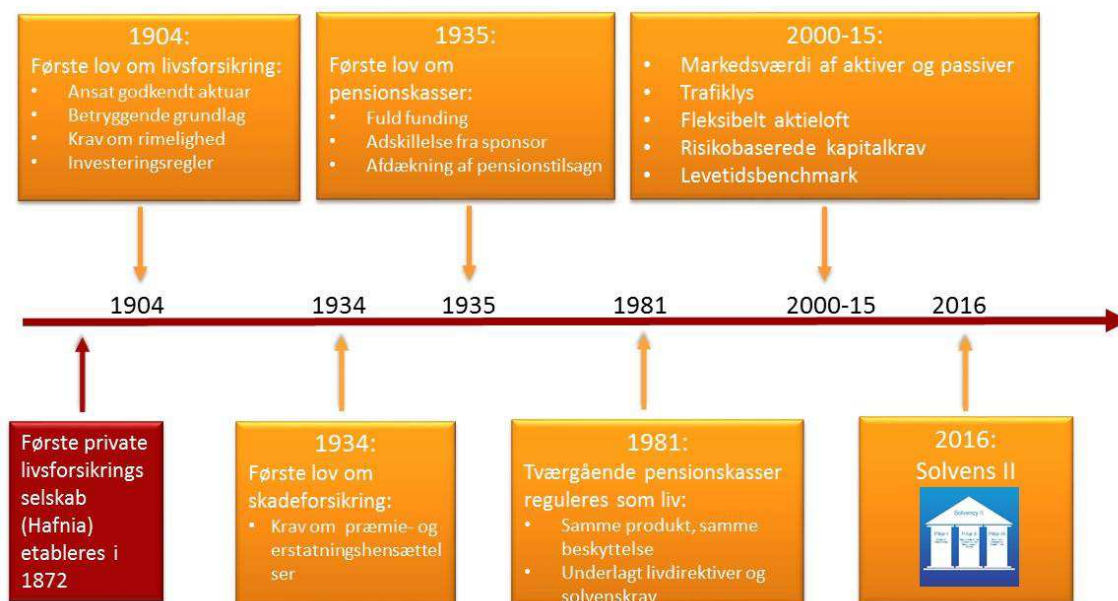 1904:
Første lov om livsforsikring:
• Ansat godkendt aktuar
• Betryggende grundlag
• Krav om rimelighed
• Investeringsregler
1935:
Første lov om
pensionskasser:
• Fuld funding
• Adskillelse fra sponsor
• Afdækning af pensionstilsagn
2000-15:
• Markedsværdi af aktiver og passiver
• Trafiklys
• Fleksibelt aktieloft
• Risikobaserede kapitalkrav
• Levetidsbenchmark
1904 1934 1935 1981 2000-15 2016
Første private
livsforsikrings
selskab
(Hafnia)
etableres i
1872
1934:
Første lov om
skadeforsikring:
• Krav om præmie- og
erstatningshensættel
ser
1981:
Tværgående pensionskasser
reguleres som liv:
• Samme produkt, samme
beskyttelse
• Underlagt livdirektiver og
solvenskrav
2016:
Solvens II
Solvency II